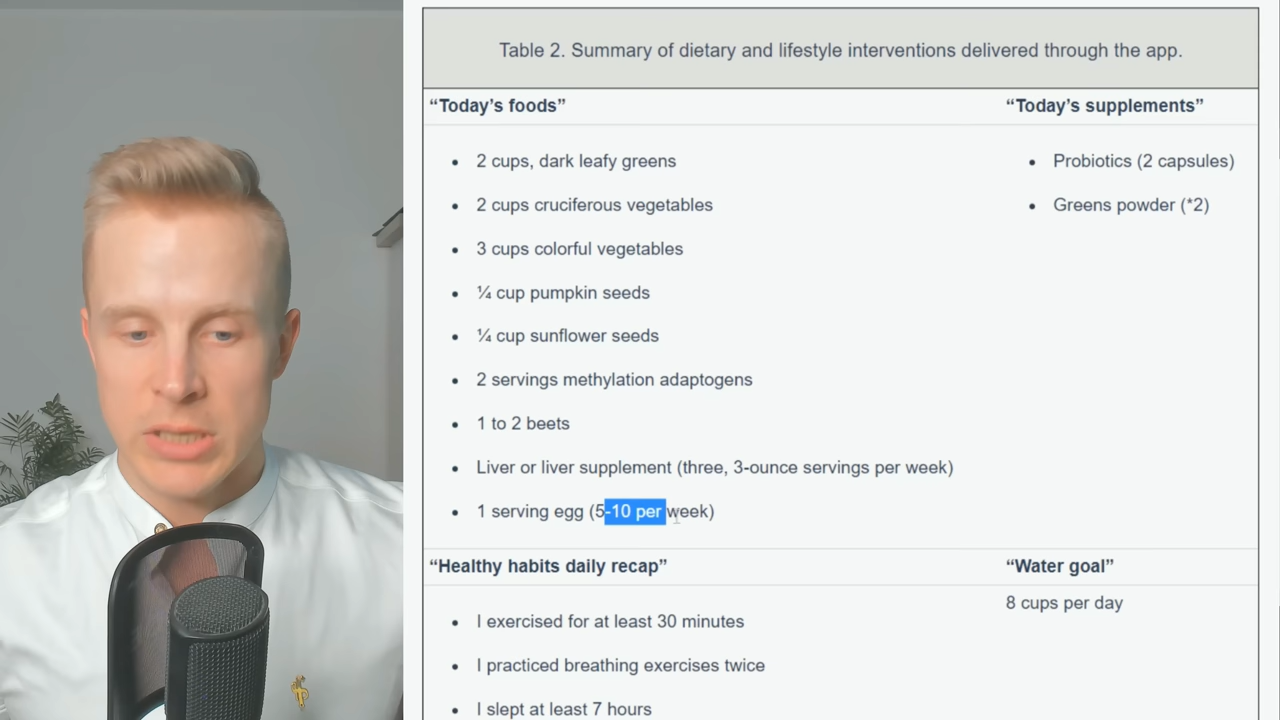 Table 2. Summary of dietary and lifestyle interventions delivered through the app.
“Today’s foods”
“Today’s supplements”
• 2 cups, dark leafy greens
• 2 cups cruciferous vegetables
• 3 cups colorful vegetables
• ¼ cup pumpkin seeds
• ¼ cup sunflower seeds
• 2 servings methylation adaptogens
• 1 to 2 beets
• Liver or liver supplement (three, 3-ounce servings per week)
• 1 serving egg (5-10 per week)
• Probiotics (2 capsules)
• Greens powder (*2)
“Healthy habits daily recap”
“Water goal”
• I exercised for at least 30 minutes
• I practiced breathing exercises twice
• I slept at least 7 hours
8 cups per day